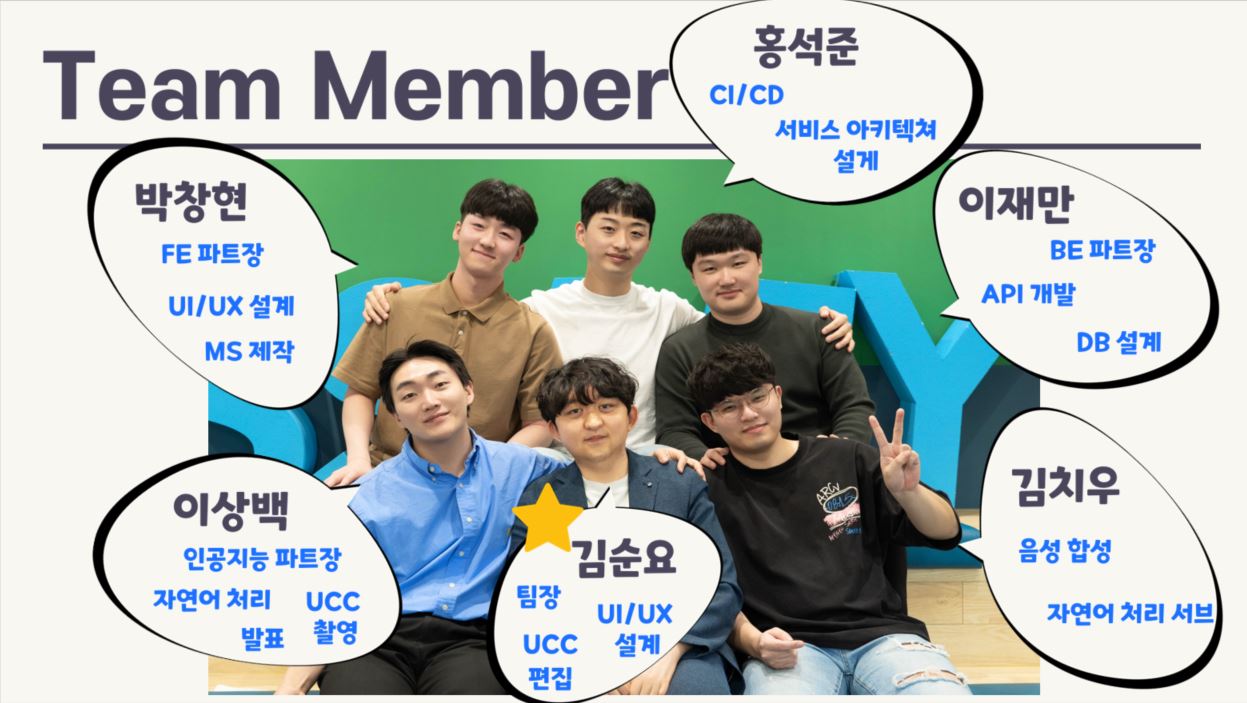 Team Member
홍석준
CI/CD
서비스 아키텍쳐
설게
박창현
FE 파트장
UI/UX 설계
MS 제작
이재만
BE 파트장
API 개발
DB 설계
이상백
인공지능 파트장
자연어 처리
UCC
촬영
발표
김순요
팀장
UI/UX
설계
UCC
편집
김치우
음성 합성
자연어 처리 서브